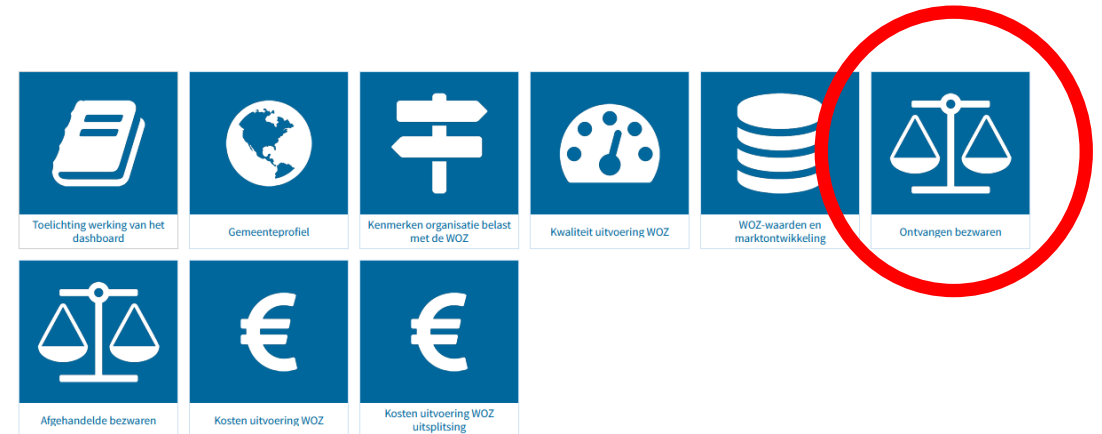 Toelichting werking van het
dashboard
Gemeenteprofiel
Kenmerken organisatie belast
met de WOZ
Kwaliteit uitvoering WOZ
WOZ-waarden en
marktontwikkeling
Ontvangen bezwaren
Afgehandelde bezwaren
Kosten uitvoering WOZ
Kosten uitvoering WOZ
uitsplitsing